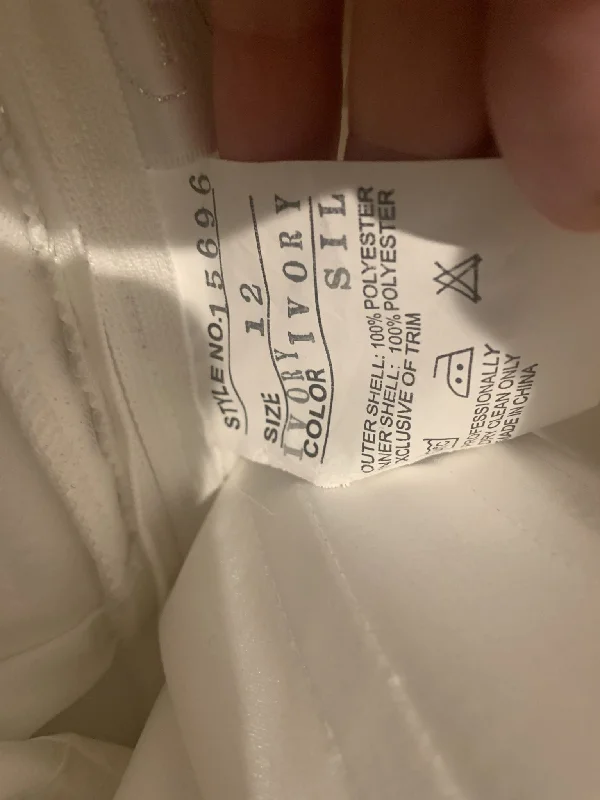 STYLE NO.15696
SIZE 12
IVORY IVORY
COLOR SIL
OUTER SHELL: 100% POLYESTER
INNER SHELL: 100% POLYESTER
EXCLUSIVE OF TRIM
PROFESSIONALLY
DRY CLEAN ONLY
MADE IN CHINA